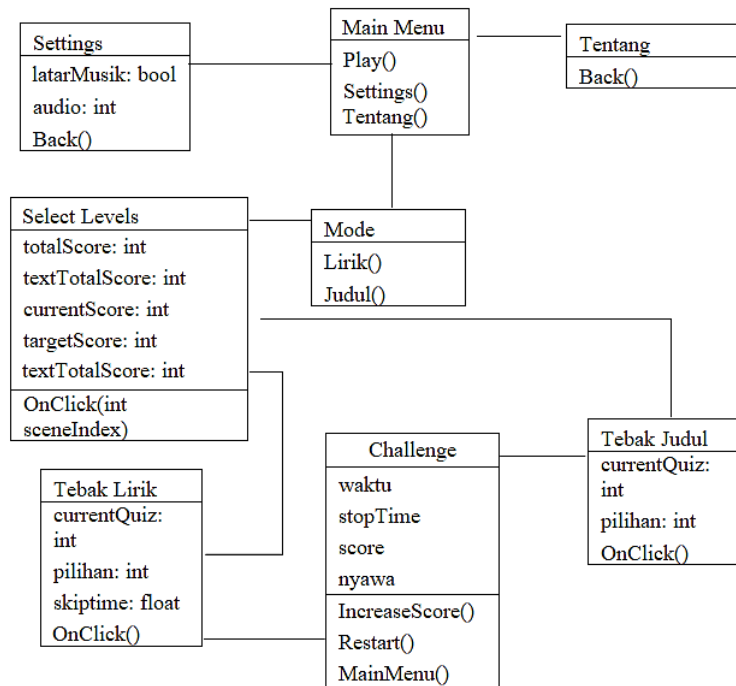 Settings
latarMusik: bool
audio: int
Back()
Main Menu
Play()
Settings()
Tentang()
Tentang
Back()
Select Levels
totalScore: int
textTotalScore: int
currentScore: int
targetScore: int
textTotalScore: int
OnClick(int
sceneIndex)
Mode
Lirik()
Judul()
Tebak Lirik
currentQuiz:
int
pilihan: int
skiptime: float
OnClick()
Challenge
waktu
stopTime
score
nyawa
IncreaseScore()
Restart()
MainMenu()
Tebak Judul
currentQuiz:
int
pilihan: int
OnClick()